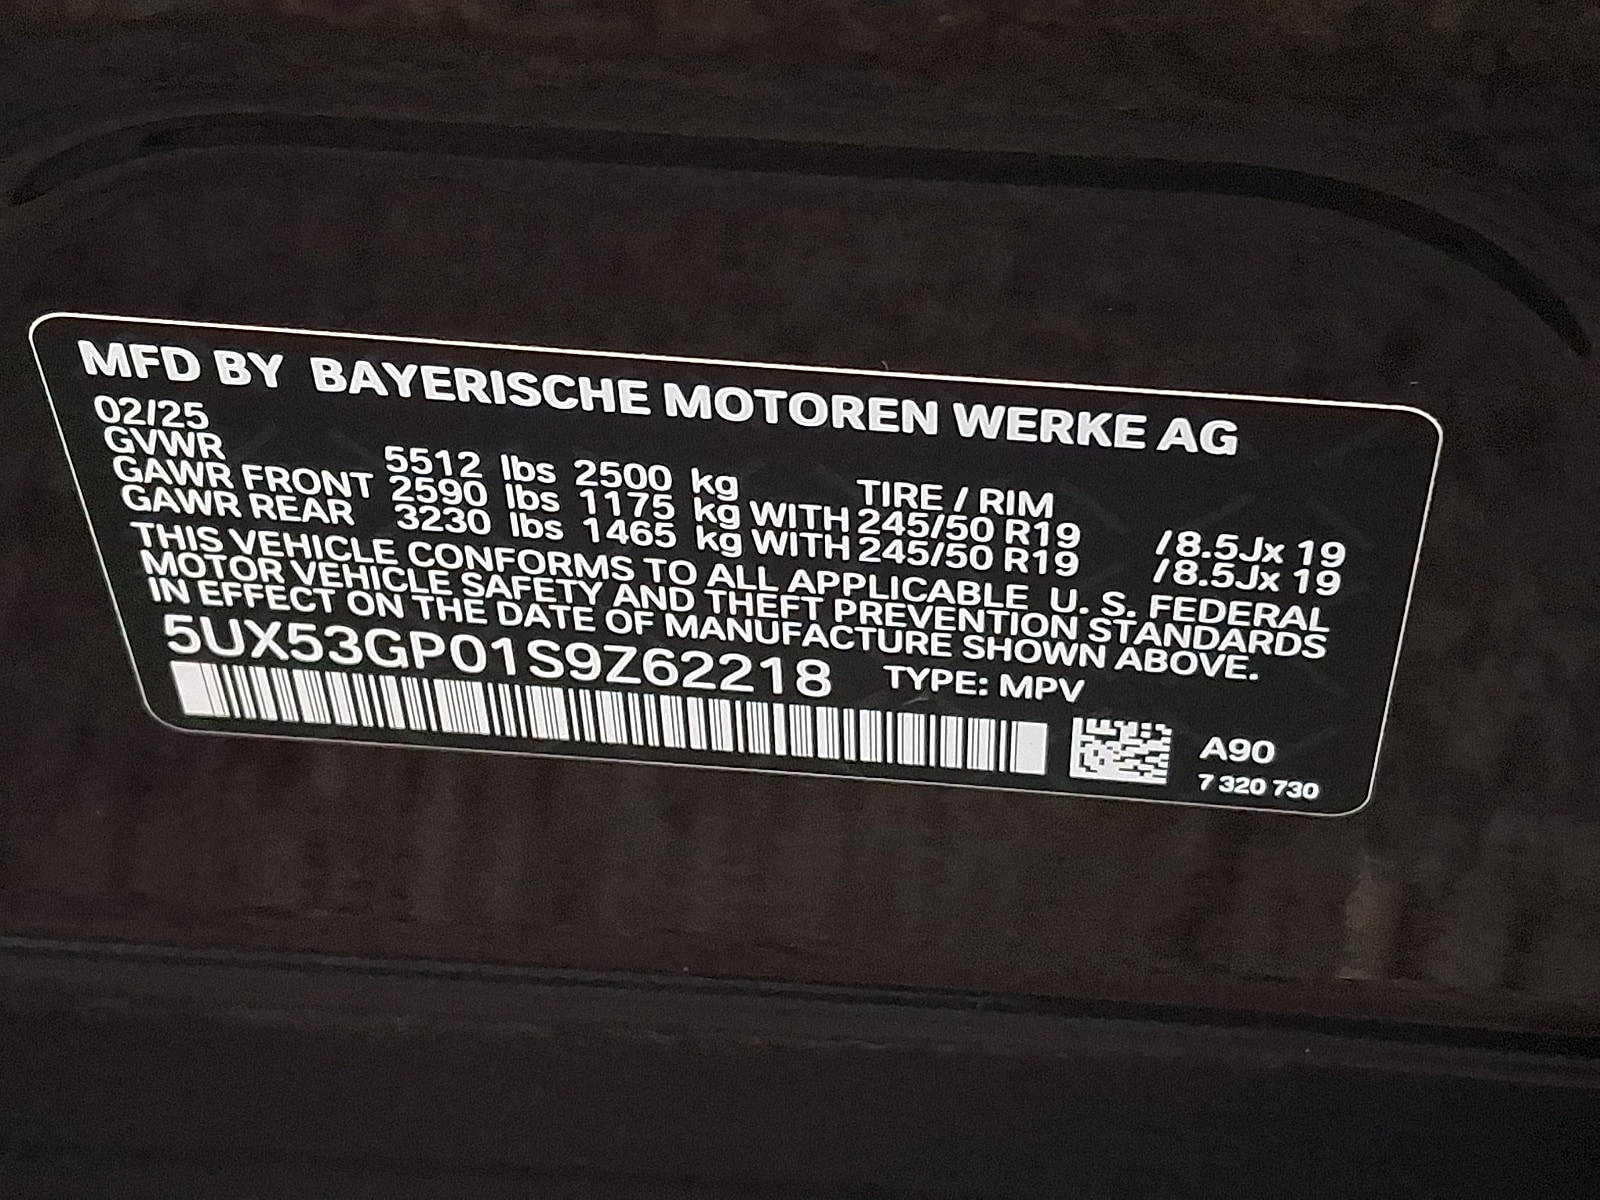 MFD BY BAYERISCHE MOTOREN WERKE AG
02/25
GVWR 5512 lbs 2500 kg TIRE / RIM
GAWR FRONT 2590 lbs 1175 kg WITH 245/50 R19 /8.5Jx 19
GAWR REAR 3230 lbs 1465 kg WITH 245/50 R19 /8.5Jx 19
THIS VEHICLE CONFORMS TO ALL APPLICABLE U. S. FEDERAL
MOTOR VEHICLE SAFETY AND THEFT PREVENTION STANDARDS
IN EFFECT ON THE DATE OF MANUFACTURE SHOWN ABOVE.
5UX53GP01S9Z62218 TYPE: MPV
A90
7 320 730